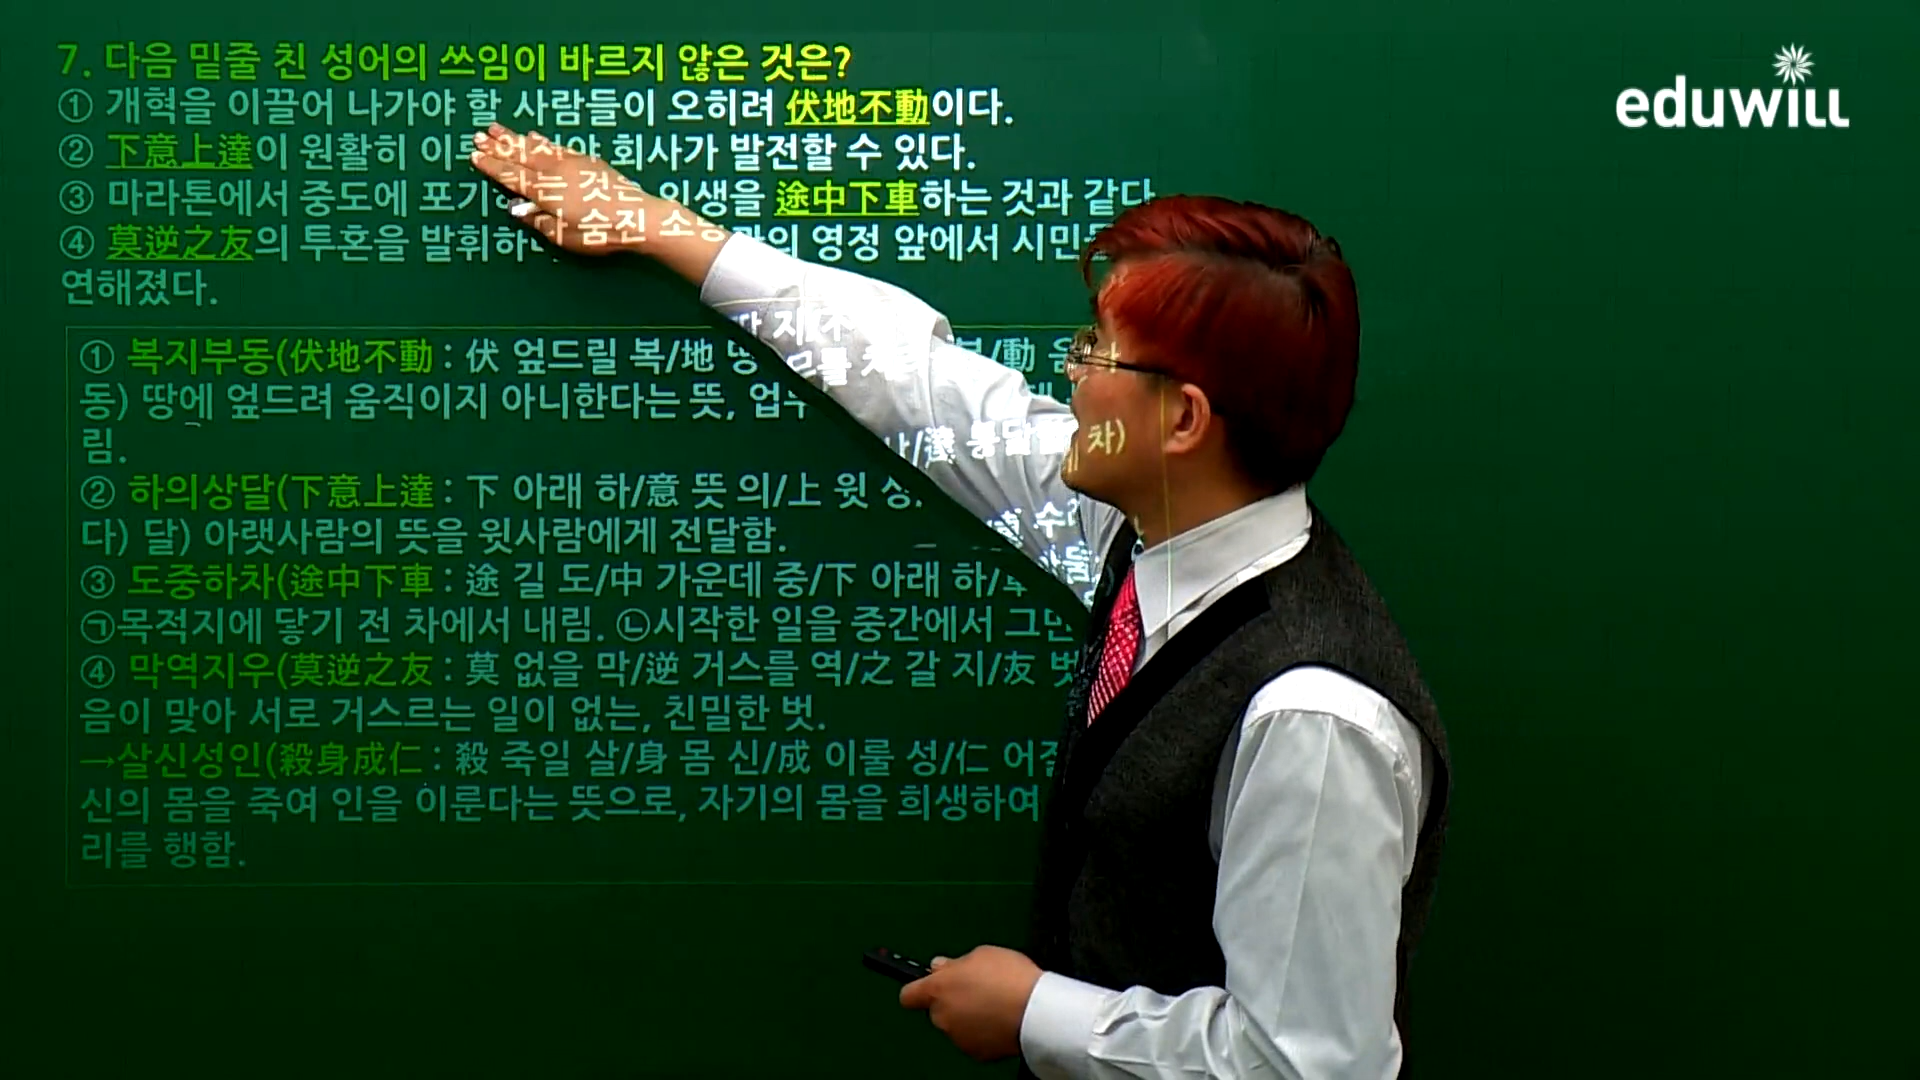 7. 다음 밑줄 친 성어의 쓰임이 바르지 않은 것은?
eduwill
① 개혁을 이끌어 나가야 할 사람들이 오히려 伏地不動이다.
② 下意上達이 원활히 이루어져야 회사가 발전할 수 있다.
③ 마라톤에서 중도에 포기하는 것은 인생을 途中下車하는 것과 같다
④ 莫逆之友의 투혼을 발휘하다 숨진 소방관의 영정 앞에서 시민들
연해졌다.
① 복지부동(伏地不動 : 伏 엎드릴 복/地 땅 지/不 /動 움
동) 땅에 엎드려 움직이지 아니한다는 뜻, 업무를
림.
② 하의상달(下意上達 : 下 아래 하/意 뜻 의/上 윗 상/達 통달할
다) 달) 아랫사람의 뜻을 윗사람에게 전달함.
③ 도중하차(途中下車 : 途 길 도/中 가운데 중/下 아래 하/車 수레
차)
㉠목적지에 닿기 전 차에서 내림. ㉡시작한 일을 중간에서 그만
④ 막역지우(莫逆之友 : 莫 없을 막/逆 거스를 역/之 갈 지/友 벗
음이 맞아 서로 거스르는 일이 없는, 친밀한 벗.
→살신성인(殺身成仁 : 殺 죽일 살/身 몸 신/成 이룰 성/仁 어질
신의 몸을 죽여 인을 이룬다는 뜻으로, 자기의 몸을 희생하여
리를 행함.